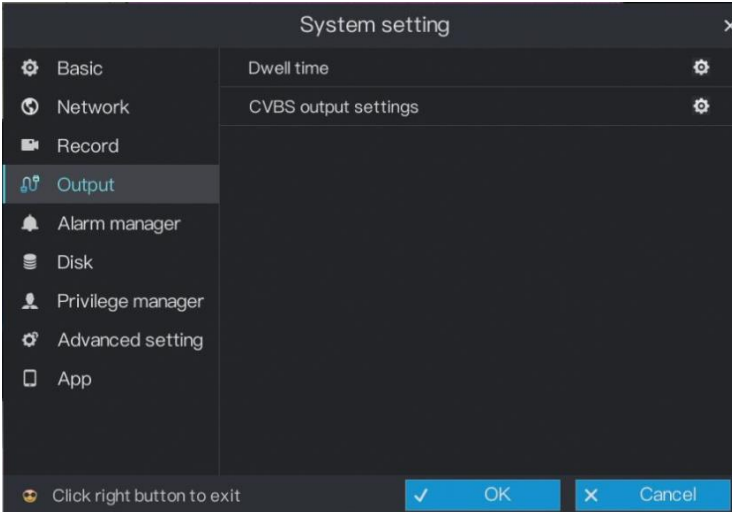 System setting
Basic
Network
Record
Output
Alarm manager
Disk
Privilege manager
Advanced setting
App
Dwell time
CVBS output settings
Click right button to exit
OK
Cancel